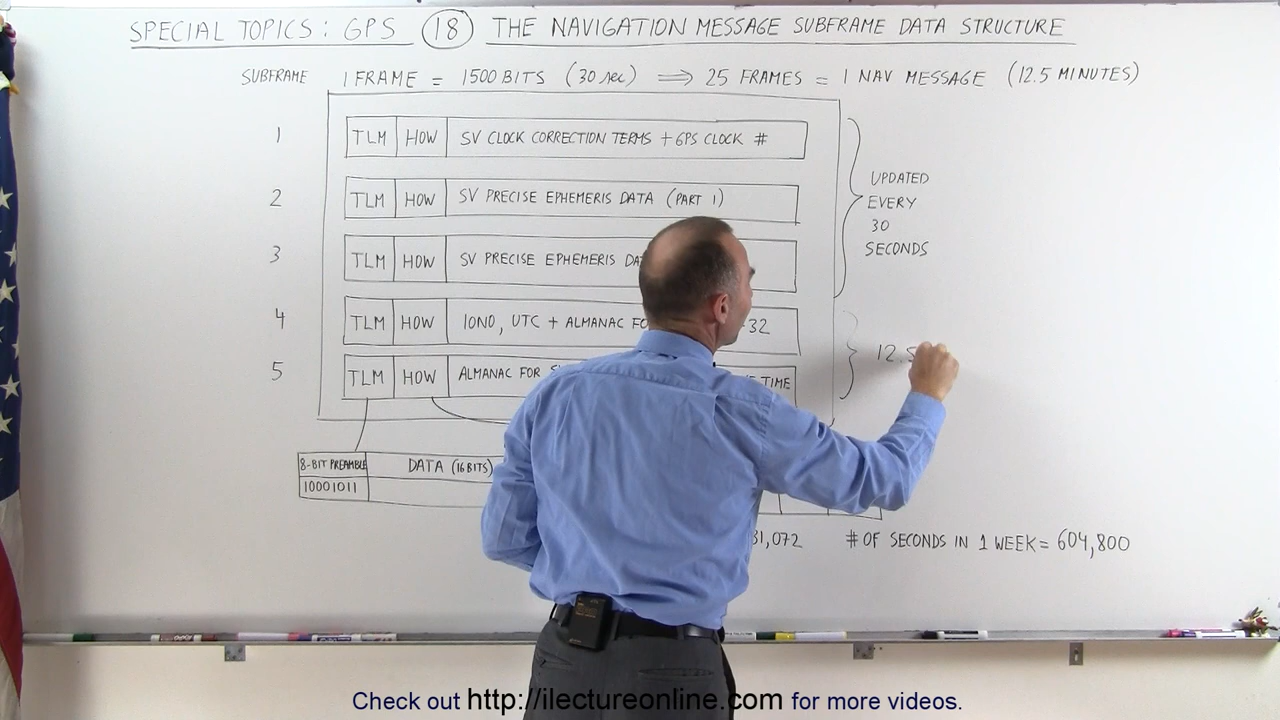 SPECIAL TOPICS: GPS 18 THE NAVIGATION MESSAGE SUBFRAME DATA STRUCTURE
SUBFRAME 1 FRAME = 1500 BITS (30 sec) ⟹ 25 FRAMES = 1 NAV MESSAGE (12.5 MINUTES)
1 TLM HOW SV CLOCK CORRECTION TERMS + GPS CLOCK #
2 TLM HOW SV PRECISE EPHEMERIS DATA (PART 1)
UPDATED
EVERY
30
SECONDS
3 TLM HOW SV PRECISE EPHEMERIS
4 TLM HOW IONO, UTC + ALMANAC 32
12.5
5 TLM HOW ALMANAC FOR TIME
8-BIT PREAMBLE DATA (16 BITS)
10001011
31,072 # OF SECONDS IN 1 WEEK = 604,800
Check out http://ilectureonline.com for more videos.